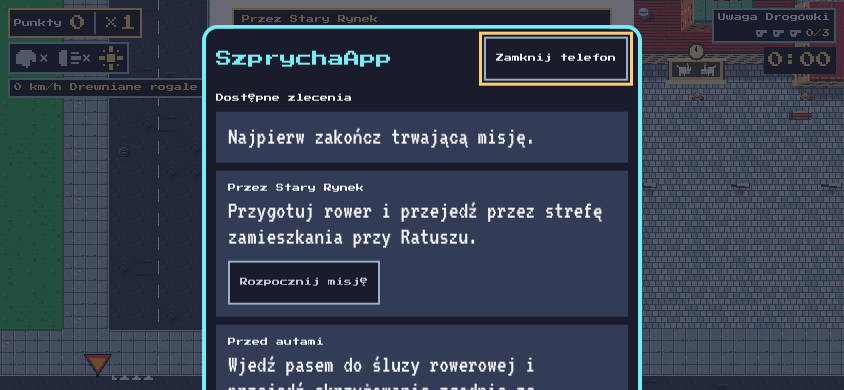 Punkty 0 | ×1
Przez Stary Rynek
Uwaga Drogówki
0/3
0:00
0 km/h Drewniane rogale
SzprychaApp
Zamknij telefon
Dostępne zlecenia
Najpierw zakończ trwającą misję.
Przez Stary Rynek
Przygotuj rower i przejedź przez strefę
zamieszkania przy Ratuszu.
Rozpocznij misję
Przed autami
Wjedź pasem do śluzy rowerowej i